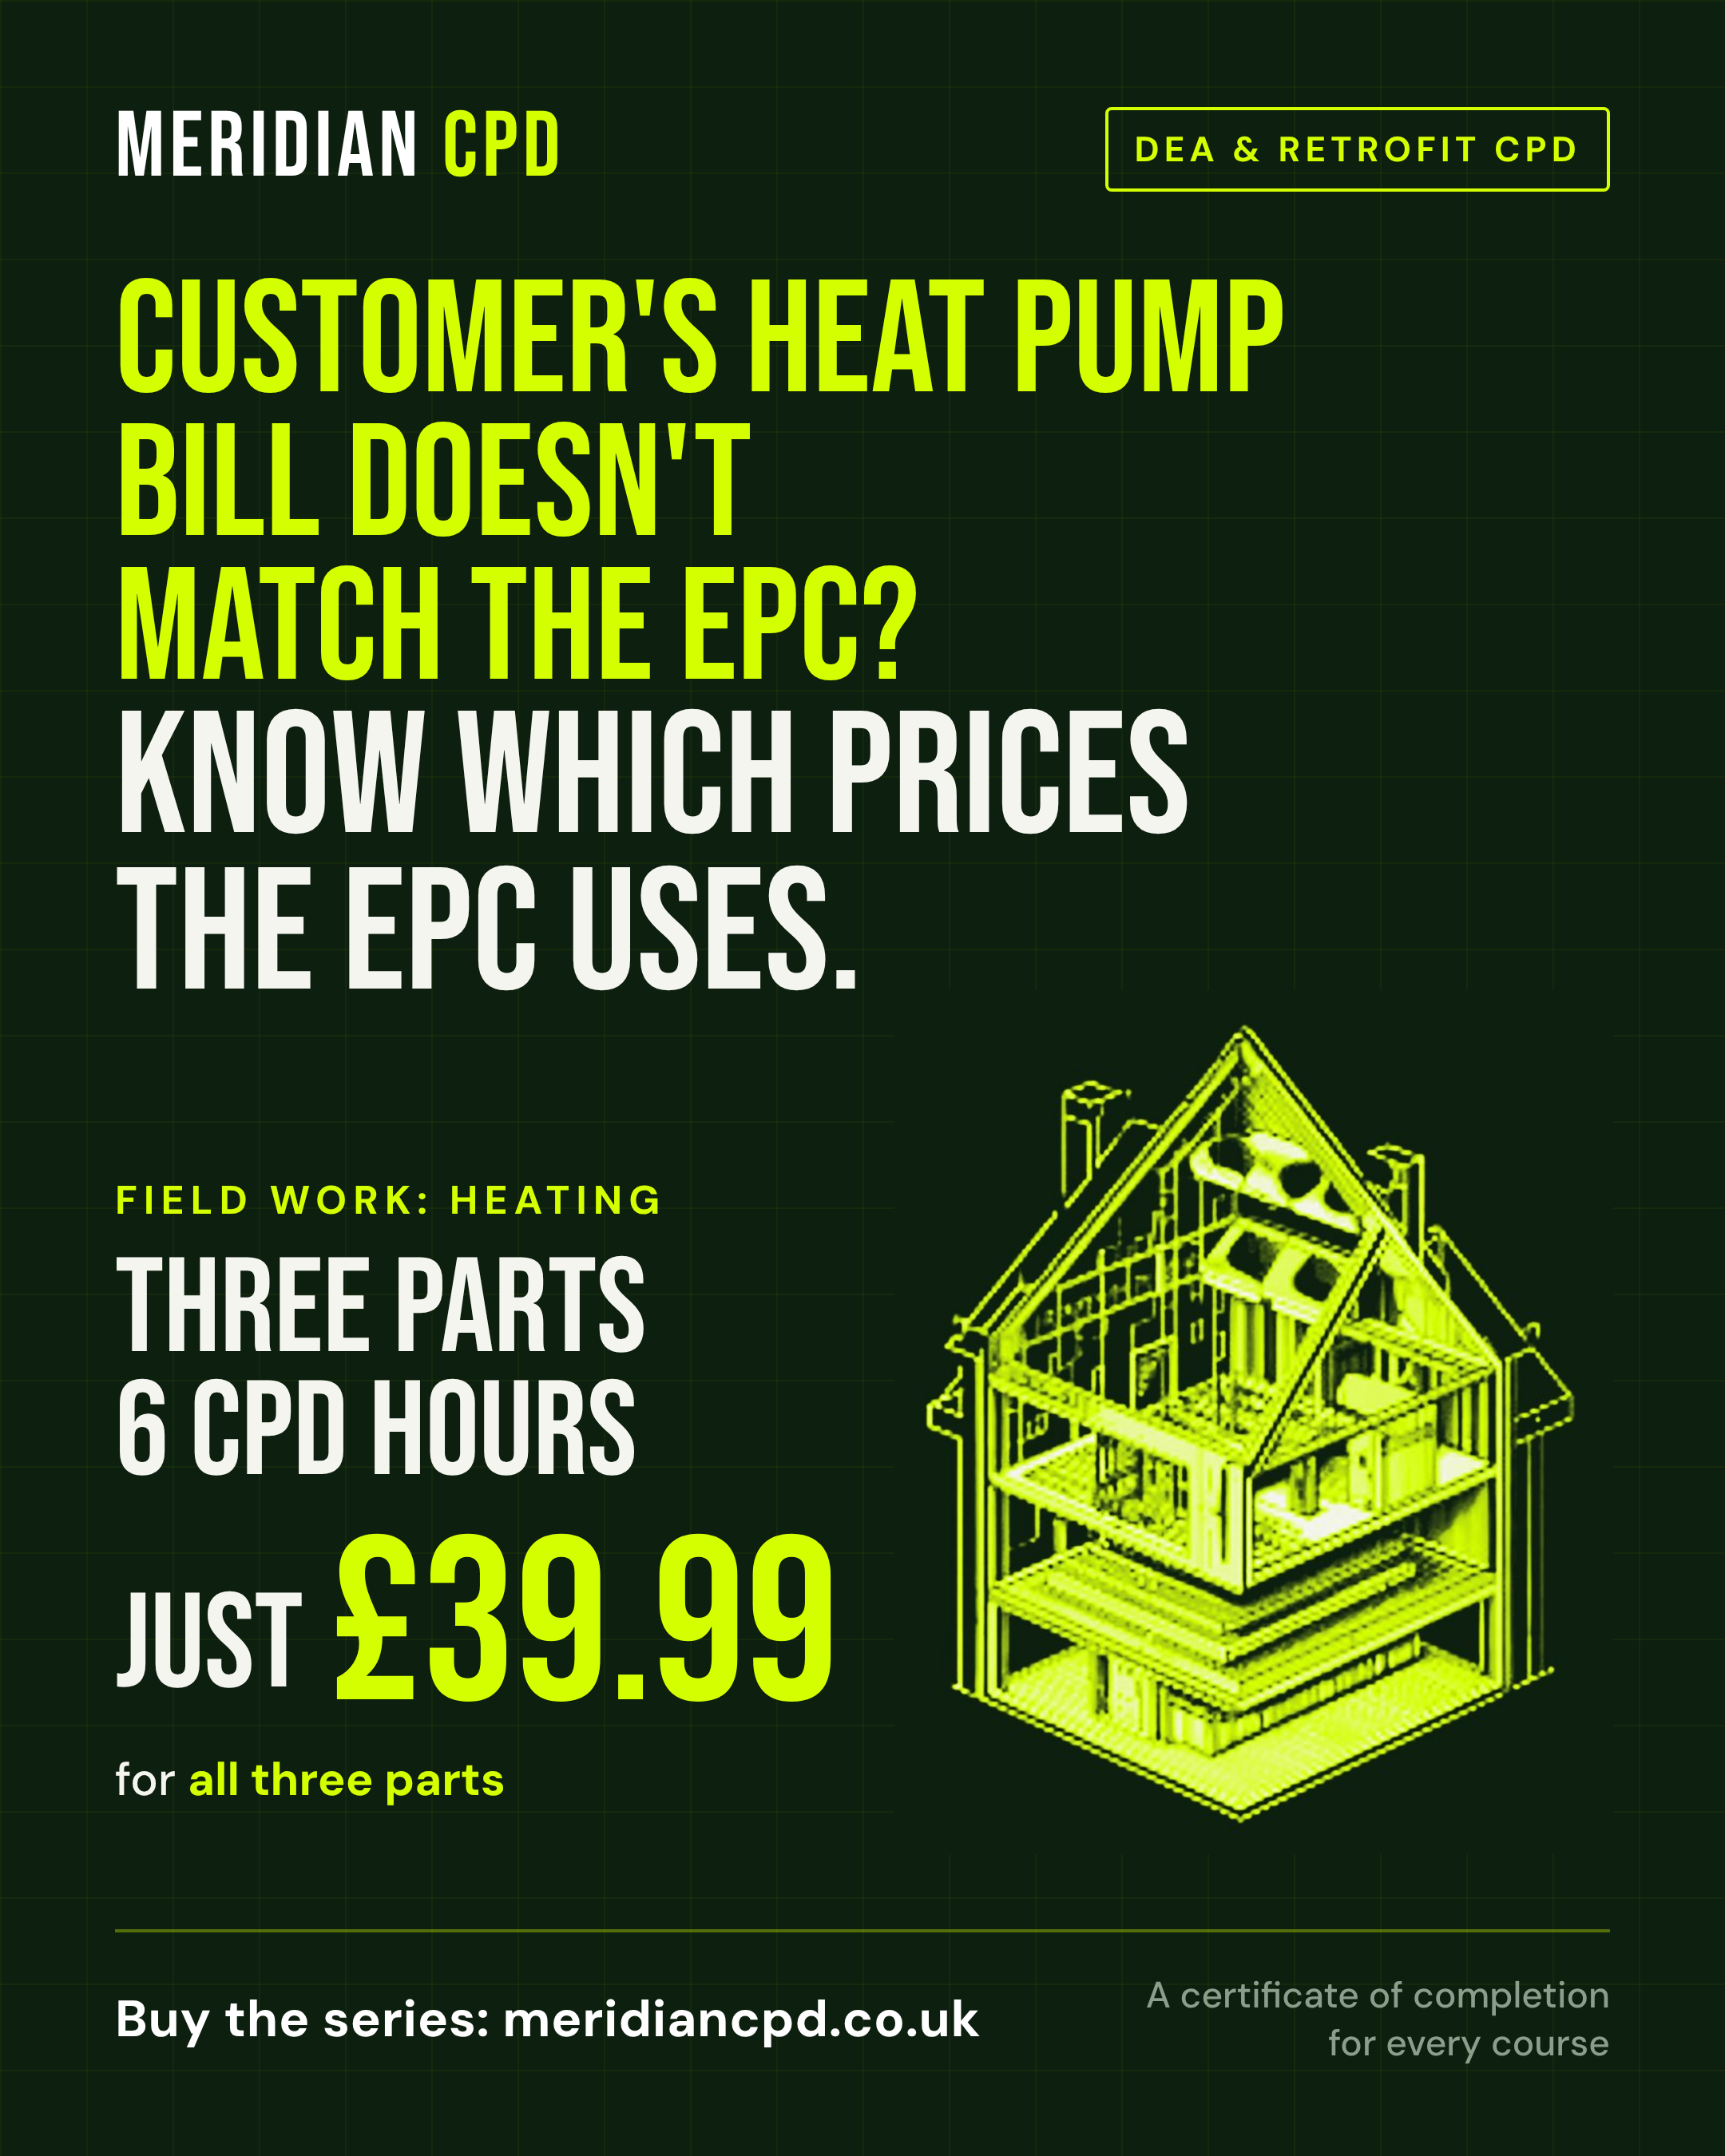 MERIDIAN CPD
DEA & RETROFIT CPD
CUSTOMER'S HEAT PUMP
BILL DOESN'T
MATCH THE EPC?
KNOW WHICH PRICES
THE EPC USES.
FIELD WORK: HEATING
THREE PARTS
6 CPD HOURS
JUST £39.99
for all three parts
Buy the series: meridiancpd.co.uk
A certificate of completion
for every course